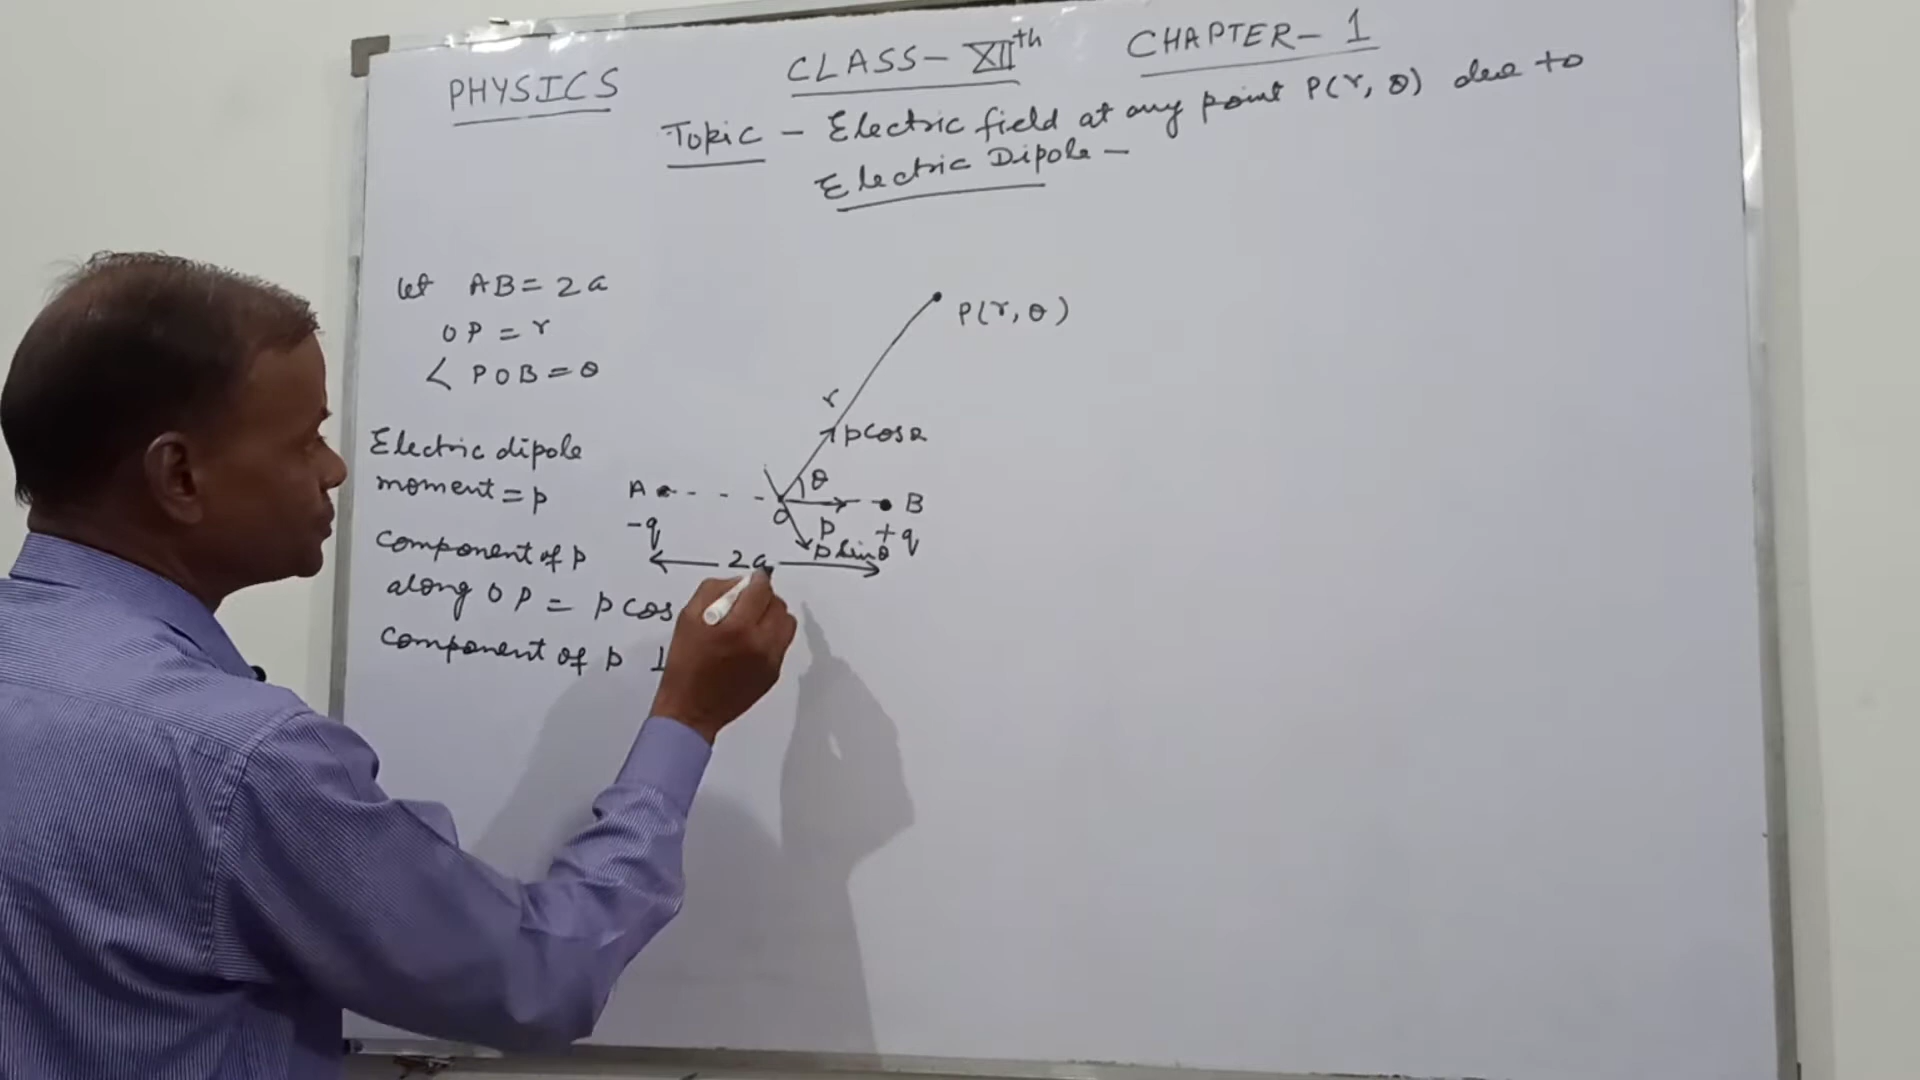 PHYSICS CLASS-XIIth CHAPTER-1
Topic - Electric field at any point P(r, θ) due to
Electric Dipole -
Let AB = 2a
OP = r
∠POB = θ
Electric dipole
moment = p
Component of p
along OP = p cos
Component of p ⊥
P(r, θ)
r
p cos
θ
A B
O
-q p +q
p sinθ
2a